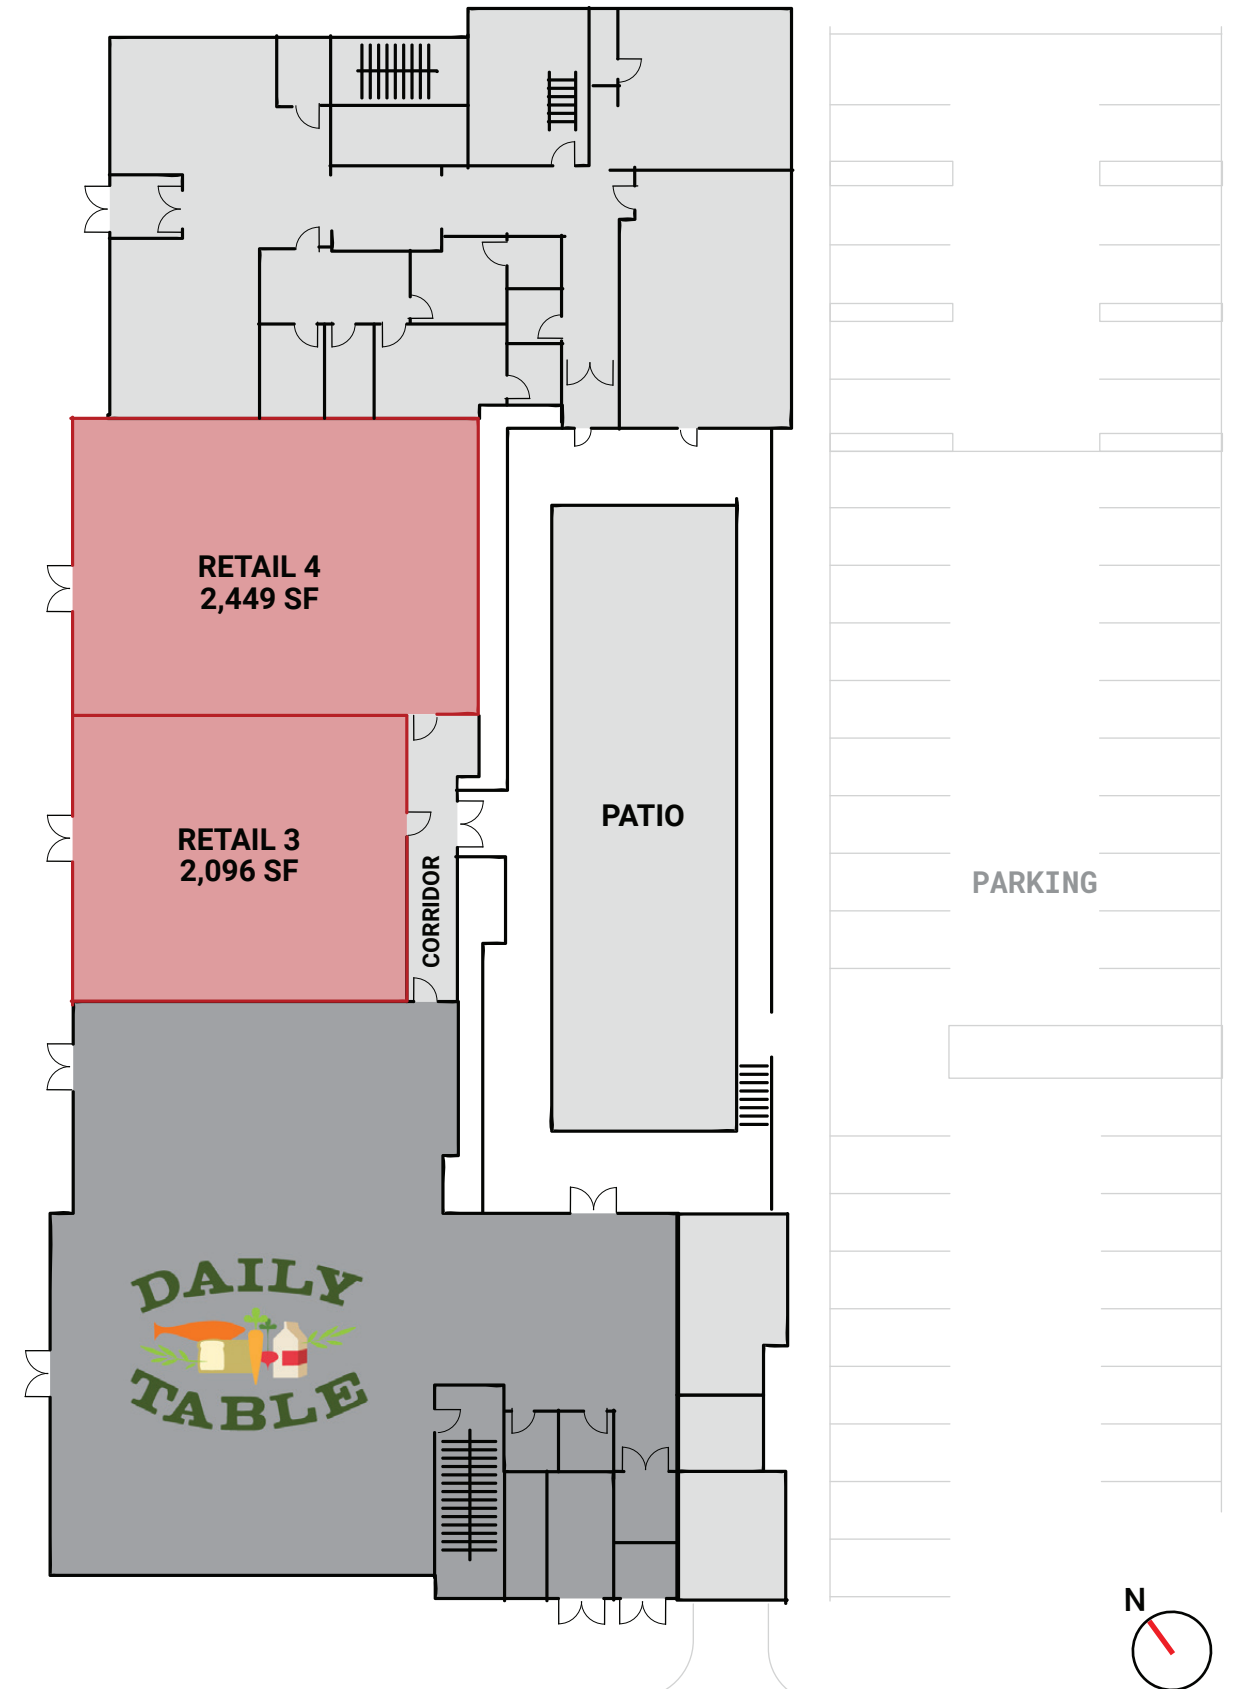 RETAIL 4
2,449 SF
RETAIL 3
2,096 SF
CORRIDOR
PATIO
PARKING
DAILY
TABLE
N